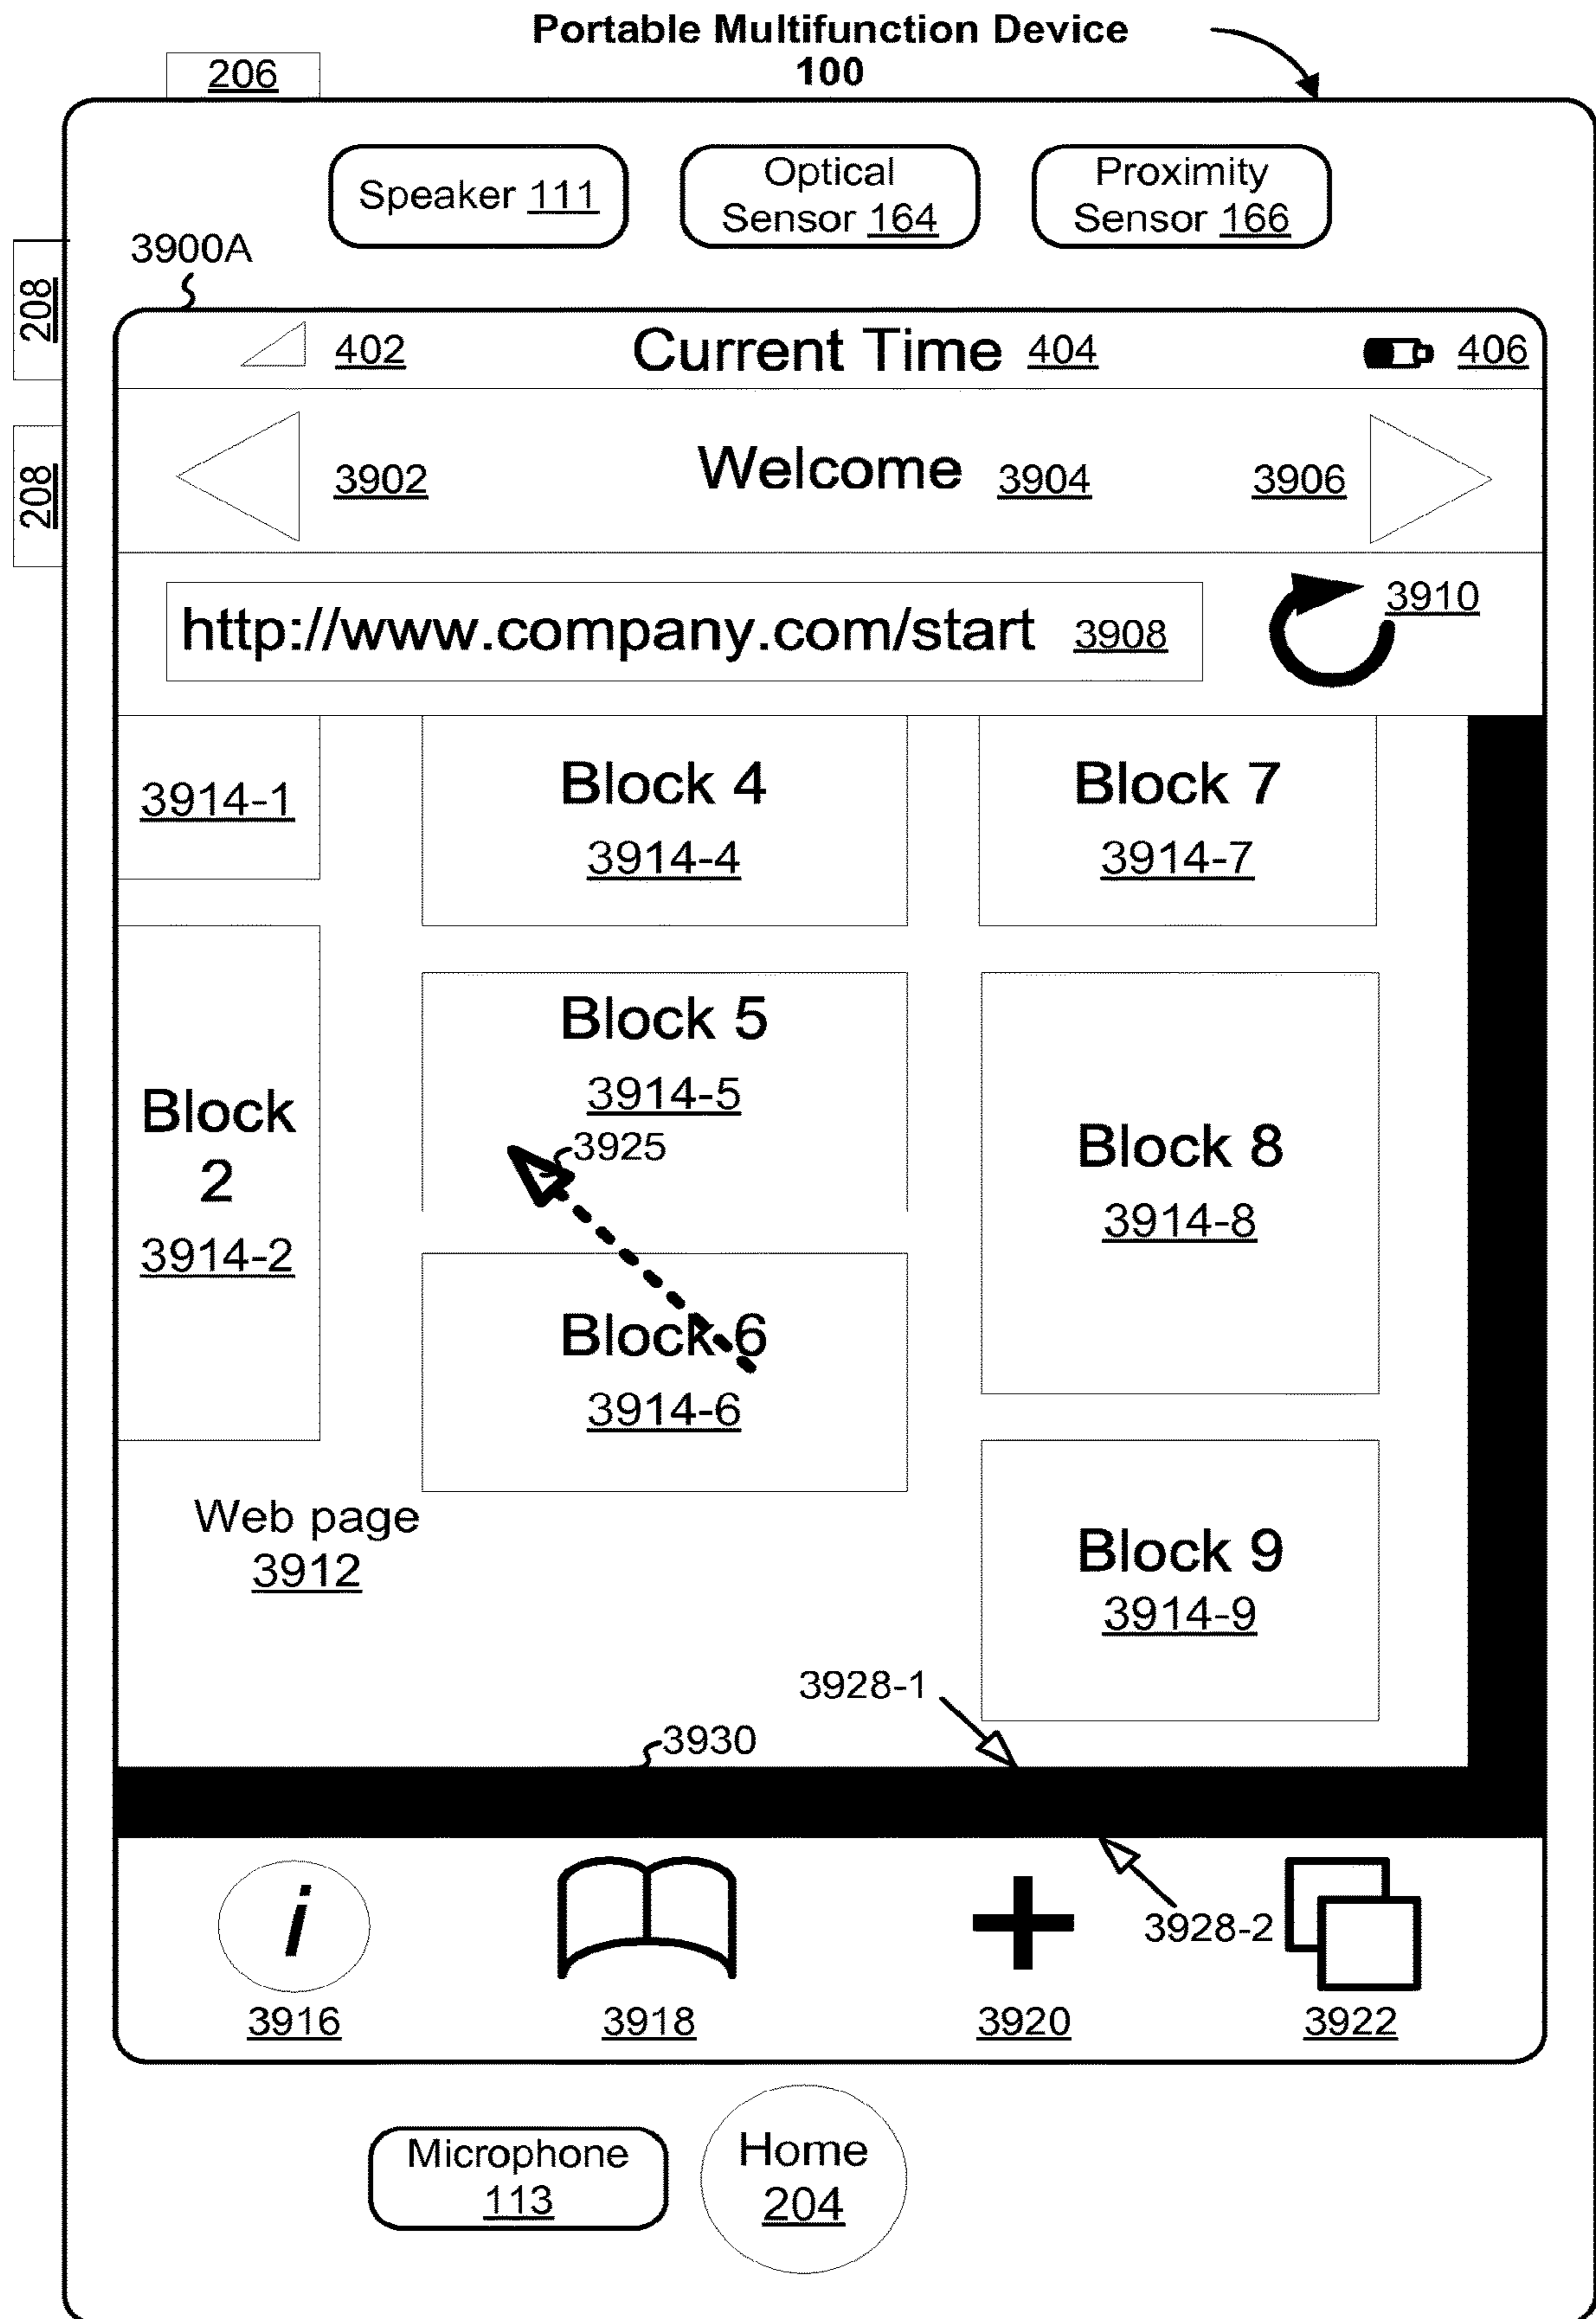 Portable Multifunction Device
100
206
Speaker 111
Optical
Sensor 164
Proximity
Sensor 166
3900A
208
208
402
Current Time 404
406
3902
Welcome 3904
3906
http://www.company.com/start 3908
3910
3914-1
Block 4
3914-4
Block 7
3914-7
Block
2
3914-2
Block 5
3914-5
3925
Block 8
3914-8
Block 6
3914-6
Web page
3912
Block 9
3914-9
3928-1
3930
i
3928-2
3916
3918
3920
3922
Microphone
113
Home
204